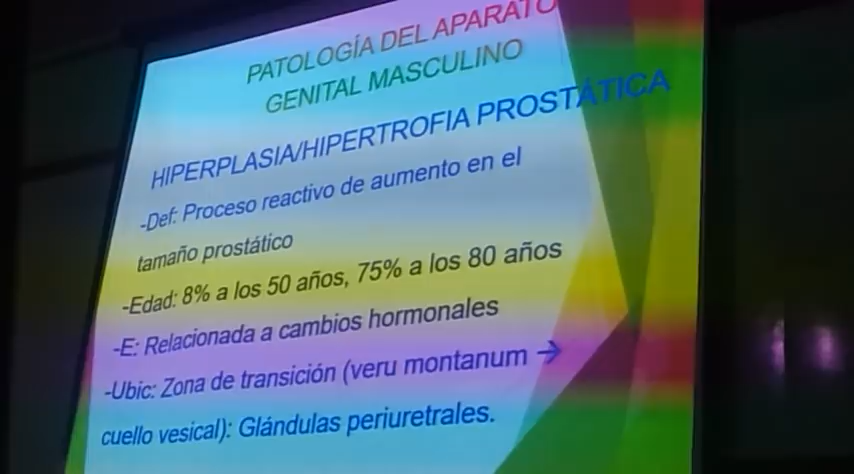 PATOLOGÍA DEL APARATO
GENITAL MASCULINO
HIPERPLASIA/HIPERTROFIA PROSTÁTICA
-Def: Proceso reactivo de aumento en el
tamaño prostático
-Edad: 8% a los 50 años, 75% a los 80 años
-E: Relacionada a cambios hormonales
-Ubic: Zona de transición (veru montanum →
cuello vesical): Glándulas periuretrales.